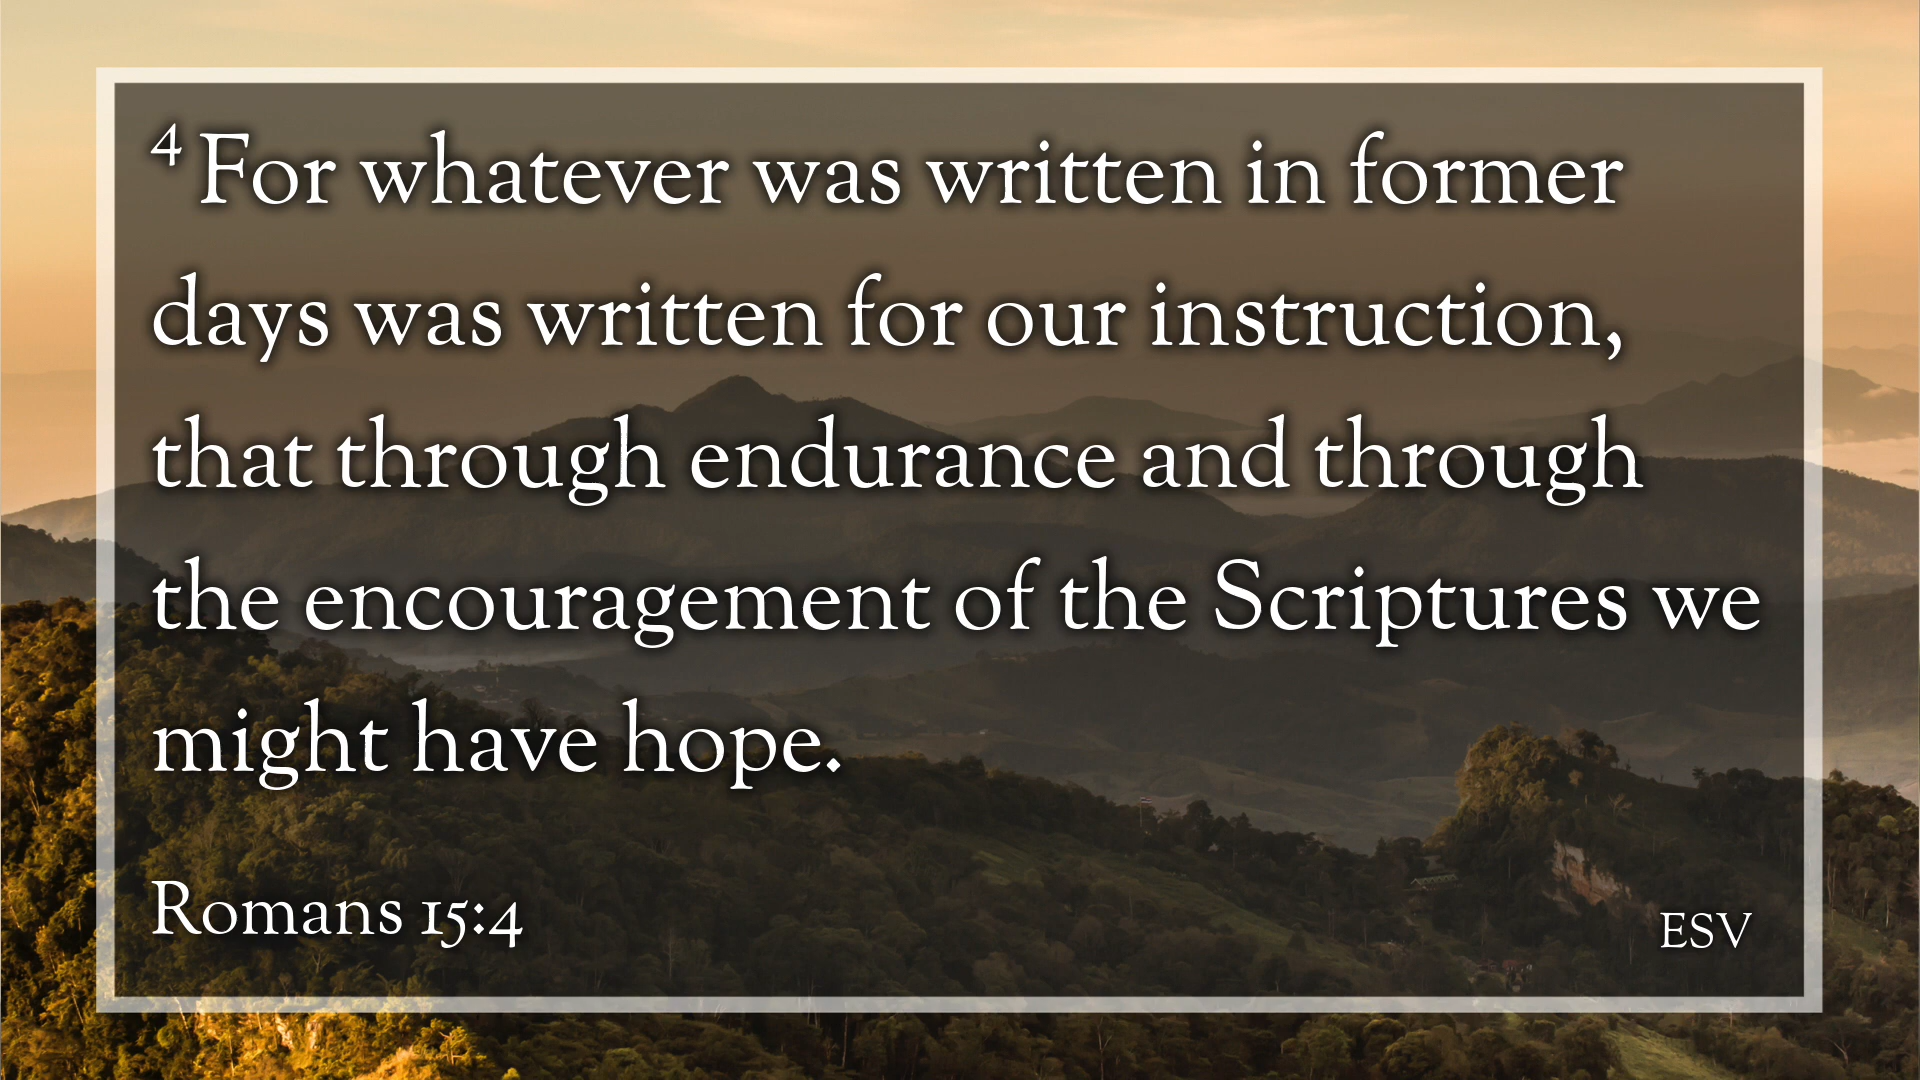 4 For whatever was written in former
days was written for our instruction,
that through endurance and through
the encouragement of the Scriptures we
might have hope.
Romans 15:4
ESV